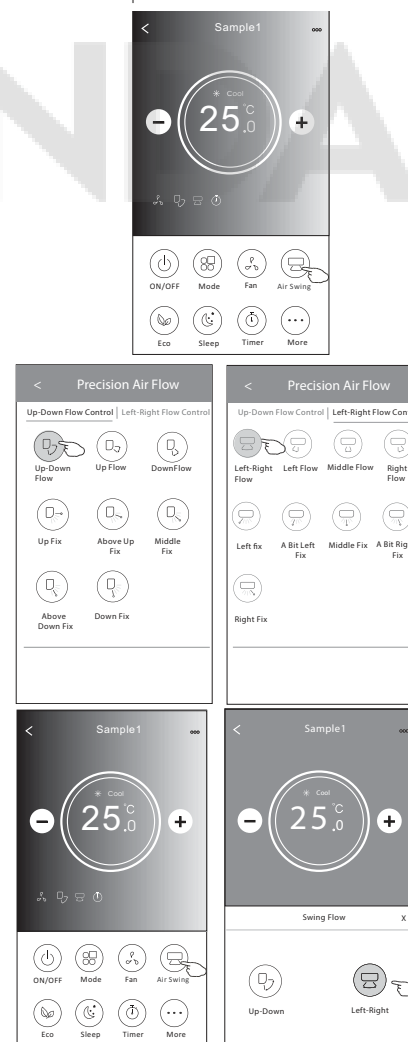 Sample1
Cool
25.0 °C
ON/OFF Mode Fan Air Swing
Eco Sleep Timer More
< Precision Air Flow
Up-Down Flow Control | Left-Right Flow Control
Up-Down Flow
Up Flow
DownFlow
Up Fix
Above Up Fix
Middle Fix
Above Down Fix
Down Fix
< Precision Air Flow
Up-Down Flow Control | Left-Right Flow Con
Left-Right Flow
Left Flow
Middle Flow
Right Flow
Left fix
A Bit Left Fix
Middle Fix
A Bit Rig Fix
Right Fix
Sample1
Cool
25.0 °C
ON/OFF Mode Fan Air Swing
Eco Sleep Timer More
Sample1
Cool
25.0 °C
Swing Flow X
Up-Down Left-Right